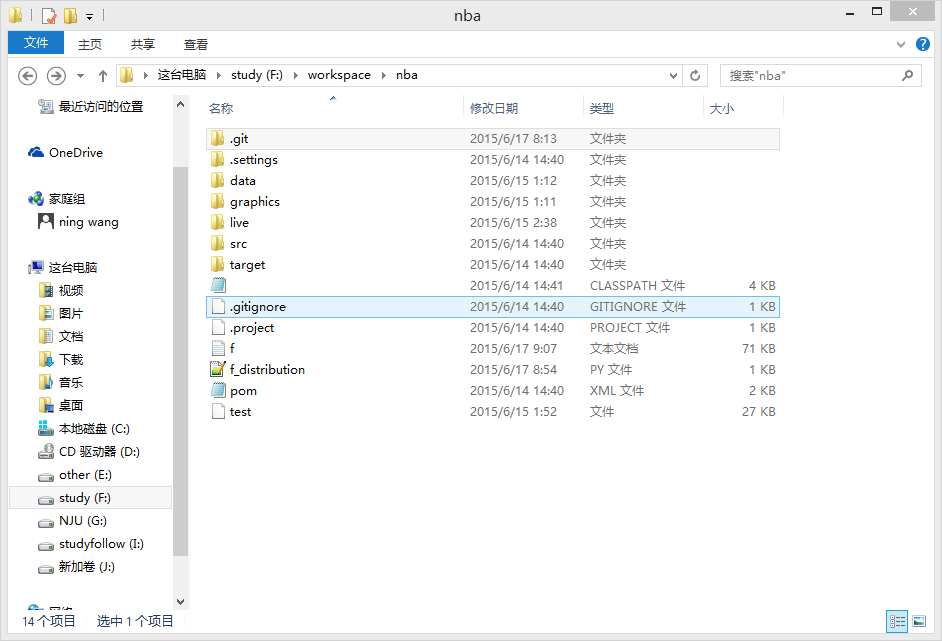 nba
文件 主页 共享 查看
这台电脑 study (F:) workspace nba 搜索"nba"
最近访问的位置
OneDrive
家庭组
ning wang
这台电脑
视频
图片
文档
下载
音乐
桌面
本地磁盘 (C:)
CD 驱动器 (D:)
other (E:)
study (F:)
NJU (G:)
studyfollow (I:)
新加卷 (J:)
网络
名称 修改日期 类型 大小
.git 2015/6/17 8:13 文件夹
.settings 2015/6/14 14:40 文件夹
data 2015/6/15 1:12 文件夹
graphics 2015/6/15 1:11 文件夹
live 2015/6/15 2:38 文件夹
src 2015/6/14 14:40 文件夹
target 2015/6/14 14:40 文件夹
2015/6/14 14:41 CLASSPATH 文件 4 KB
.gitignore 2015/6/14 14:40 GITIGNORE 文件 1 KB
.project 2015/6/14 14:40 PROJECT 文件 1 KB
f 2015/6/17 9:07 文本文档 71 KB
f_distribution 2015/6/17 8:54 PY 文件 1 KB
pom 2015/6/14 14:40 XML 文件 2 KB
test 2015/6/15 1:52 文件 27 KB
14 个项目 选中 1 个项目